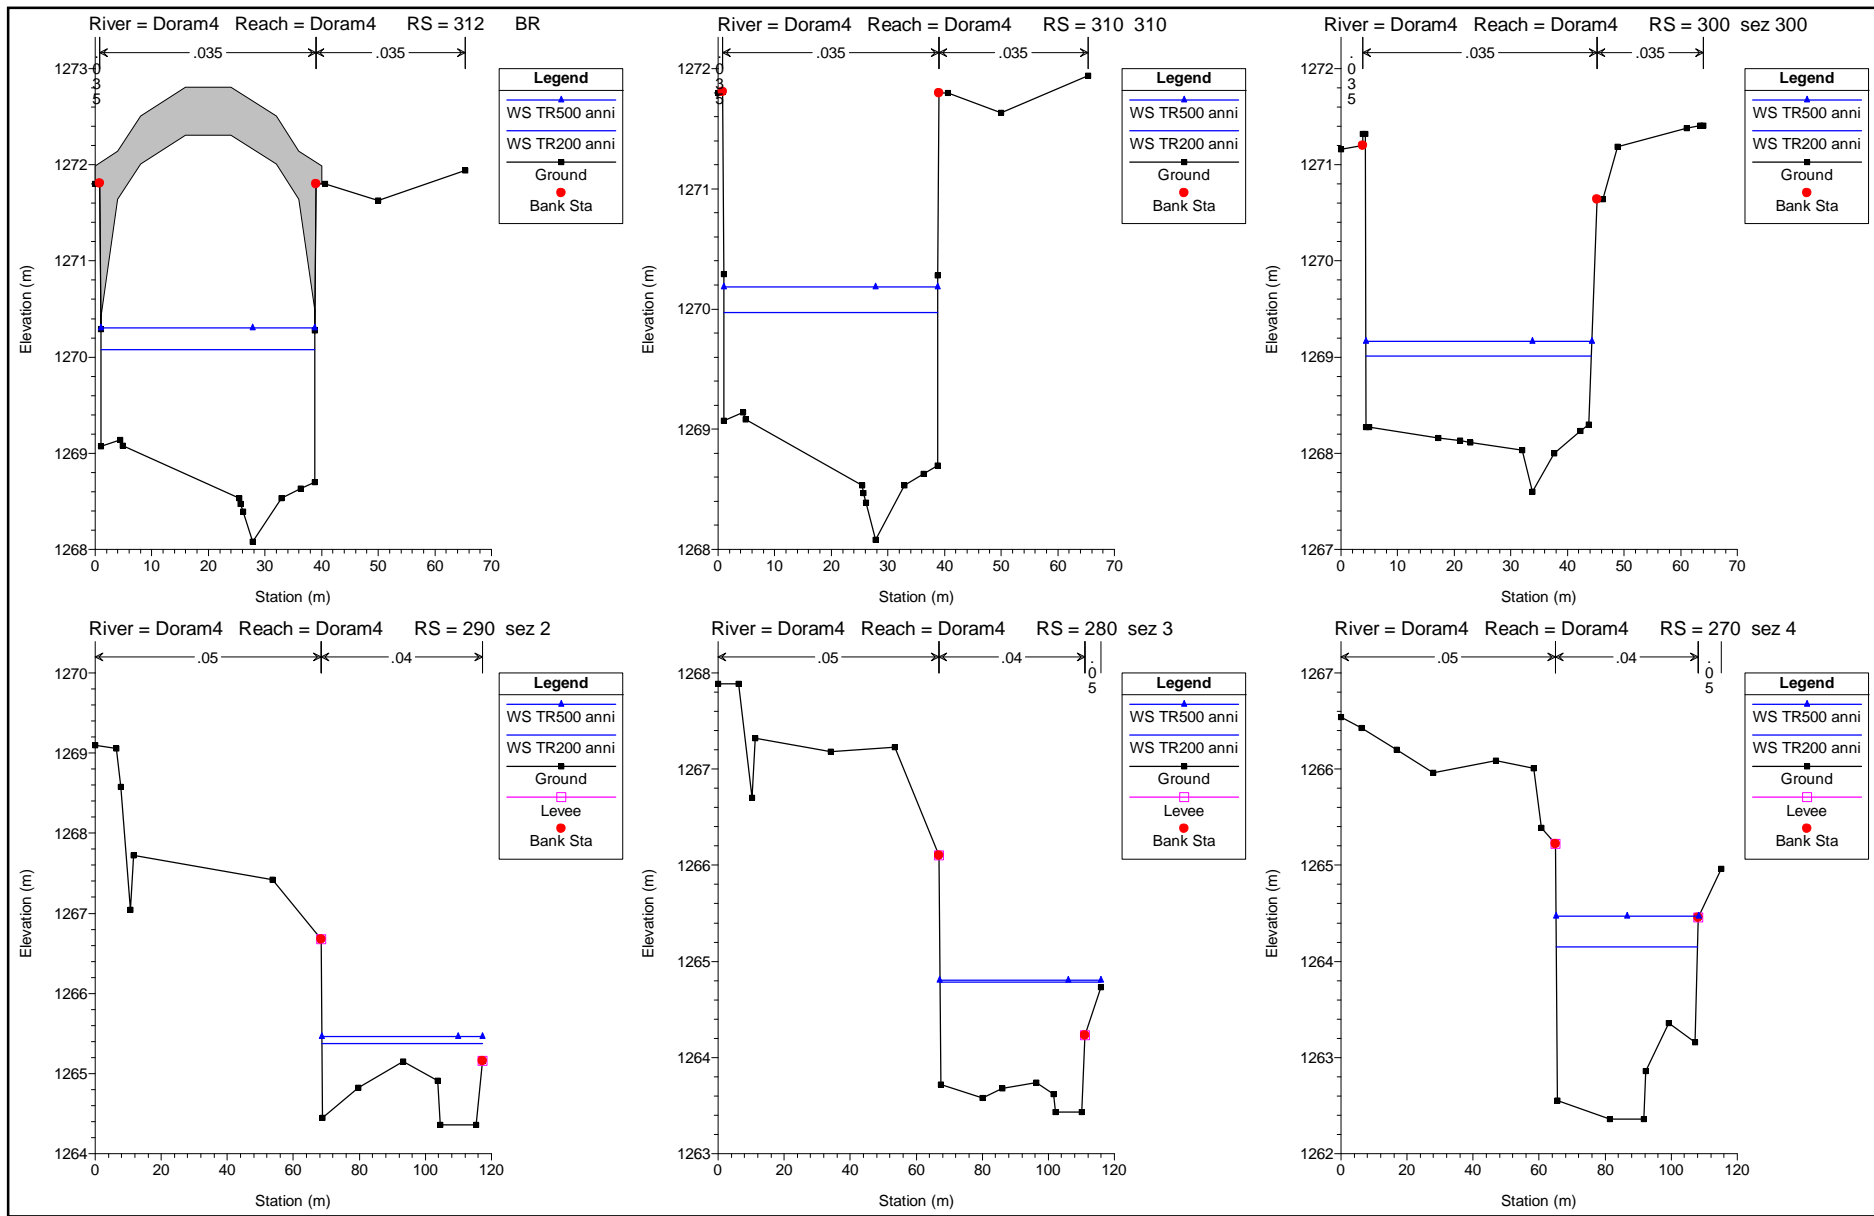 River = Doram4 Reach = Doram4 RS = 312 BR
.035
.035
.035
Legend
WS TR500 anni
WS TR200 anni
Ground
Bank Sta
Elevation (m)
1273
1272
1271
1270
1269
1268
0 10 20 30 40 50 60 70
Station (m)
River = Doram4 Reach = Doram4 RS = 310 310
.035
.035
.035
Legend
WS TR500 anni
WS TR200 anni
Ground
Bank Sta
Elevation (m)
1272
1271
1270
1269
1268
0 10 20 30 40 50 60 70
Station (m)
River = Doram4 Reach = Doram4 RS = 300 sez 300
.035
.035
.035
Legend
WS TR500 anni
WS TR200 anni
Ground
Bank Sta
Elevation (m)
1272
1271
1270
1269
1268
1267
0 10 20 30 40 50 60 70
Station (m)
River = Doram4 Reach = Doram4 RS = 290 sez 2
.05
.04
Legend
WS TR500 anni
WS TR200 anni
Ground
Levee
Bank Sta
Elevation (m)
1270
1269
1268
1267
1266
1265
1264
0 20 40 60 80 100 120
Station (m)
River = Doram4 Reach = Doram4 RS = 280 sez 3
.05
.04
.05
Legend
WS TR500 anni
WS TR200 anni
Ground
Levee
Bank Sta
Elevation (m)
1268
1267
1266
1265
1264
1263
0 20 40 60 80 100 120
Station (m)
River = Doram4 Reach = Doram4 RS = 270 sez 4
.05
.04
.05
Legend
WS TR500 anni
WS TR200 anni
Ground
Levee
Bank Sta
Elevation (m)
1267
1266
1265
1264
1263
1262
0 20 40 60 80 100 120
Station (m)